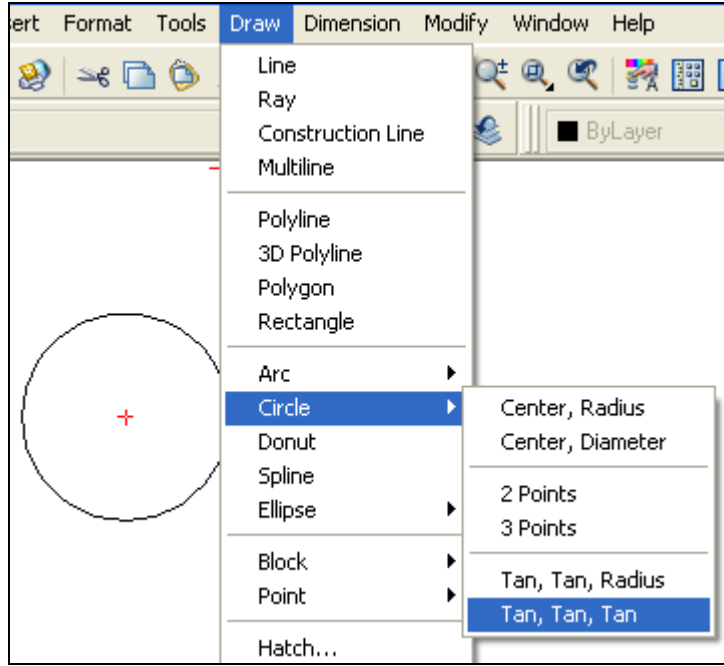 Format Tools Draw Dimension Modify Window Help
Line
Ray
Construction Line
ByLayer
Multiline
Polyline
3D Polyline
Polygon
Rectangle
Arc
Circle
Donut
Spline
Ellipse
Block
Point
Hatch...
Center, Radius
Center, Diameter
2 Points
3 Points
Tan, Tan, Radius
Tan, Tan, Tan